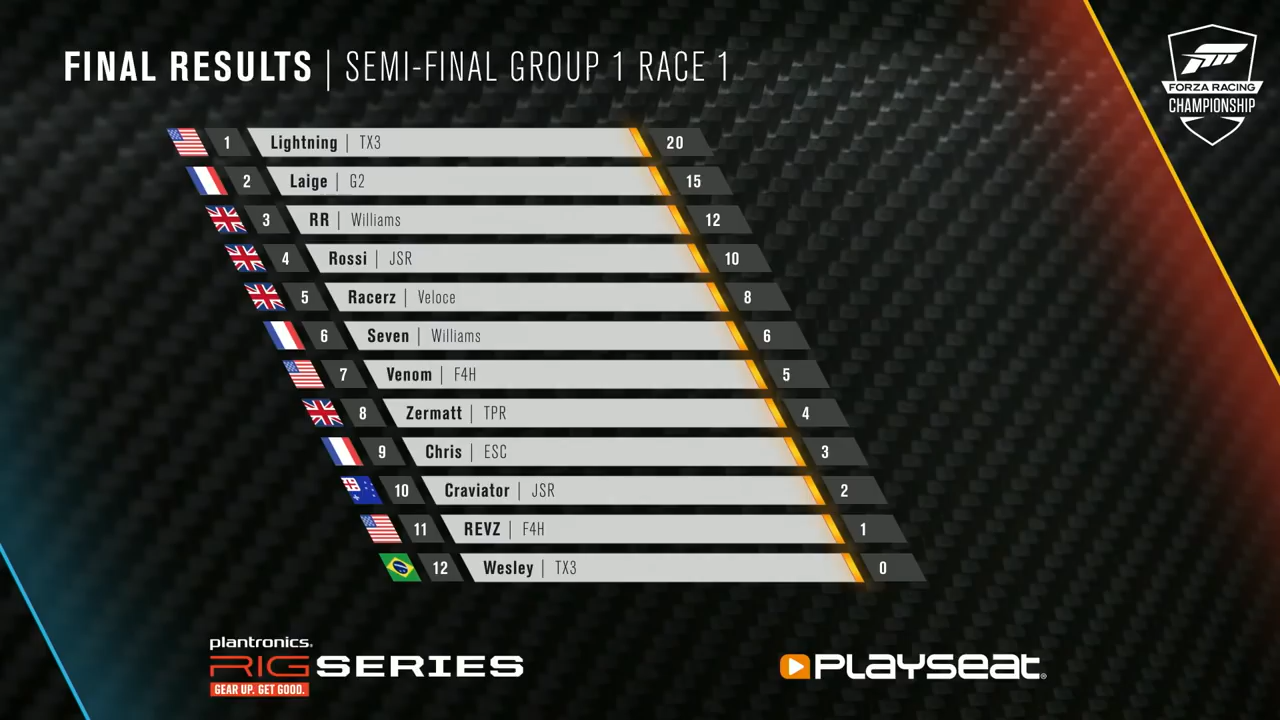 FINAL RESULTS | SEMI-FINAL GROUP 1 RACE 1
FORZA RACING
CHAMPIONSHIP
1 Lightning | TX3 20
2 Laige | G2 15
3 RR | Williams 12
4 Rossi | JSR 10
5 Racerz | Veloce 8
6 Seven | Williams 6
7 Venom | F4H 5
8 Zermatt | TPR 4
9 Chris | ESC 3
10 Craviator | JSR 2
11 REVZ | F4H 1
12 Wesley | TX3 0
plantronics.
RIG SERIES
GEAR UP. GET GOOD.
PLAYSEAT®